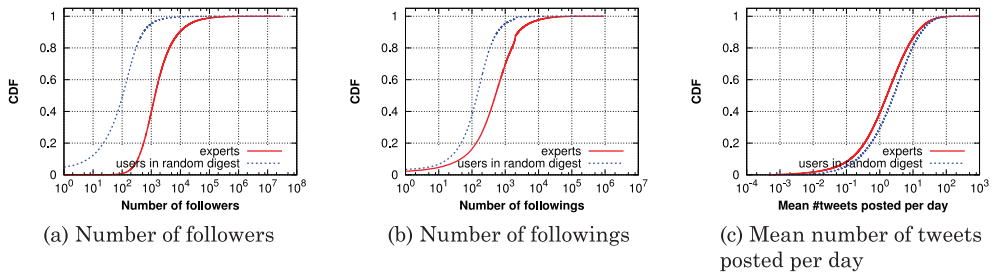 CDF
1
0.8
0.6
0.4
0.2
0
experts
users in random digest
10^0 10^1 10^2 10^3 10^4 10^5 10^6 10^7 10^8
Number of followers
(a) Number of followers
CDF
1
0.8
0.6
0.4
0.2
0
experts
users in random digest
10^0 10^1 10^2 10^3 10^4 10^5 10^6 10^7
Number of followings
(b) Number of followings
CDF
1
0.8
0.6
0.4
0.2
0
experts
users in random digest
10^-4 10^-3 10^-2 10^-1 10^0 10^1 10^2 10^3
Mean #tweets posted per day
(c) Mean number of tweets
posted per day